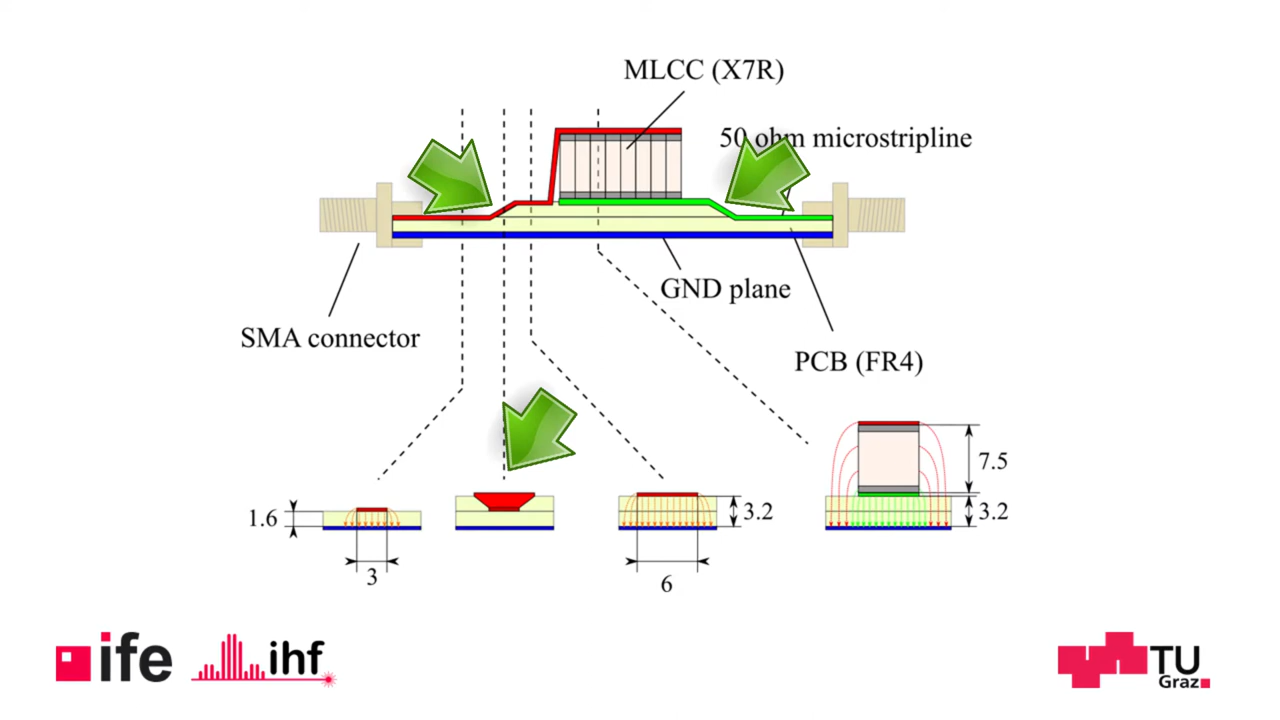 MLCC (X7R)
50 ohm microstripline
GND plane
SMA connector
PCB (FR4)
7.5
1.6
3.2
3.2
3
6
ife
ihf
TU
Graz